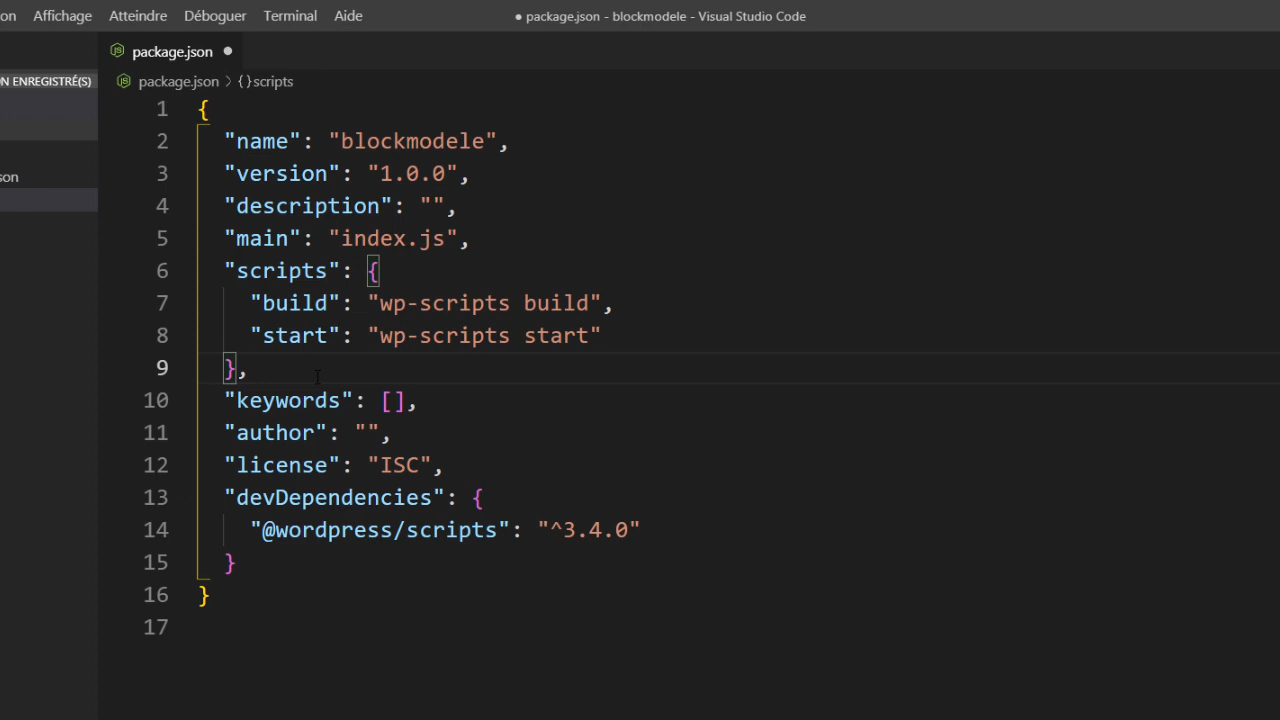 on Affichage Atteindre Déboguer Terminal Aide ● package.json - blockmodele - Visual Studio Code
package.json ●
N ENREGISTRÉ(S) package.json > {} scripts
1 {
2 "name": "blockmodele",
3 "version": "1.0.0",
son
4 "description": "",
5 "main": "index.js",
6 "scripts": {
7 "build": "wp-scripts build",
8 "start": "wp-scripts start"
9 },
10 "keywords": [],
11 "author": "",
12 "license": "ISC",
13 "devDependencies": {
14 "@wordpress/scripts": "^3.4.0"
15 }
16 }
17